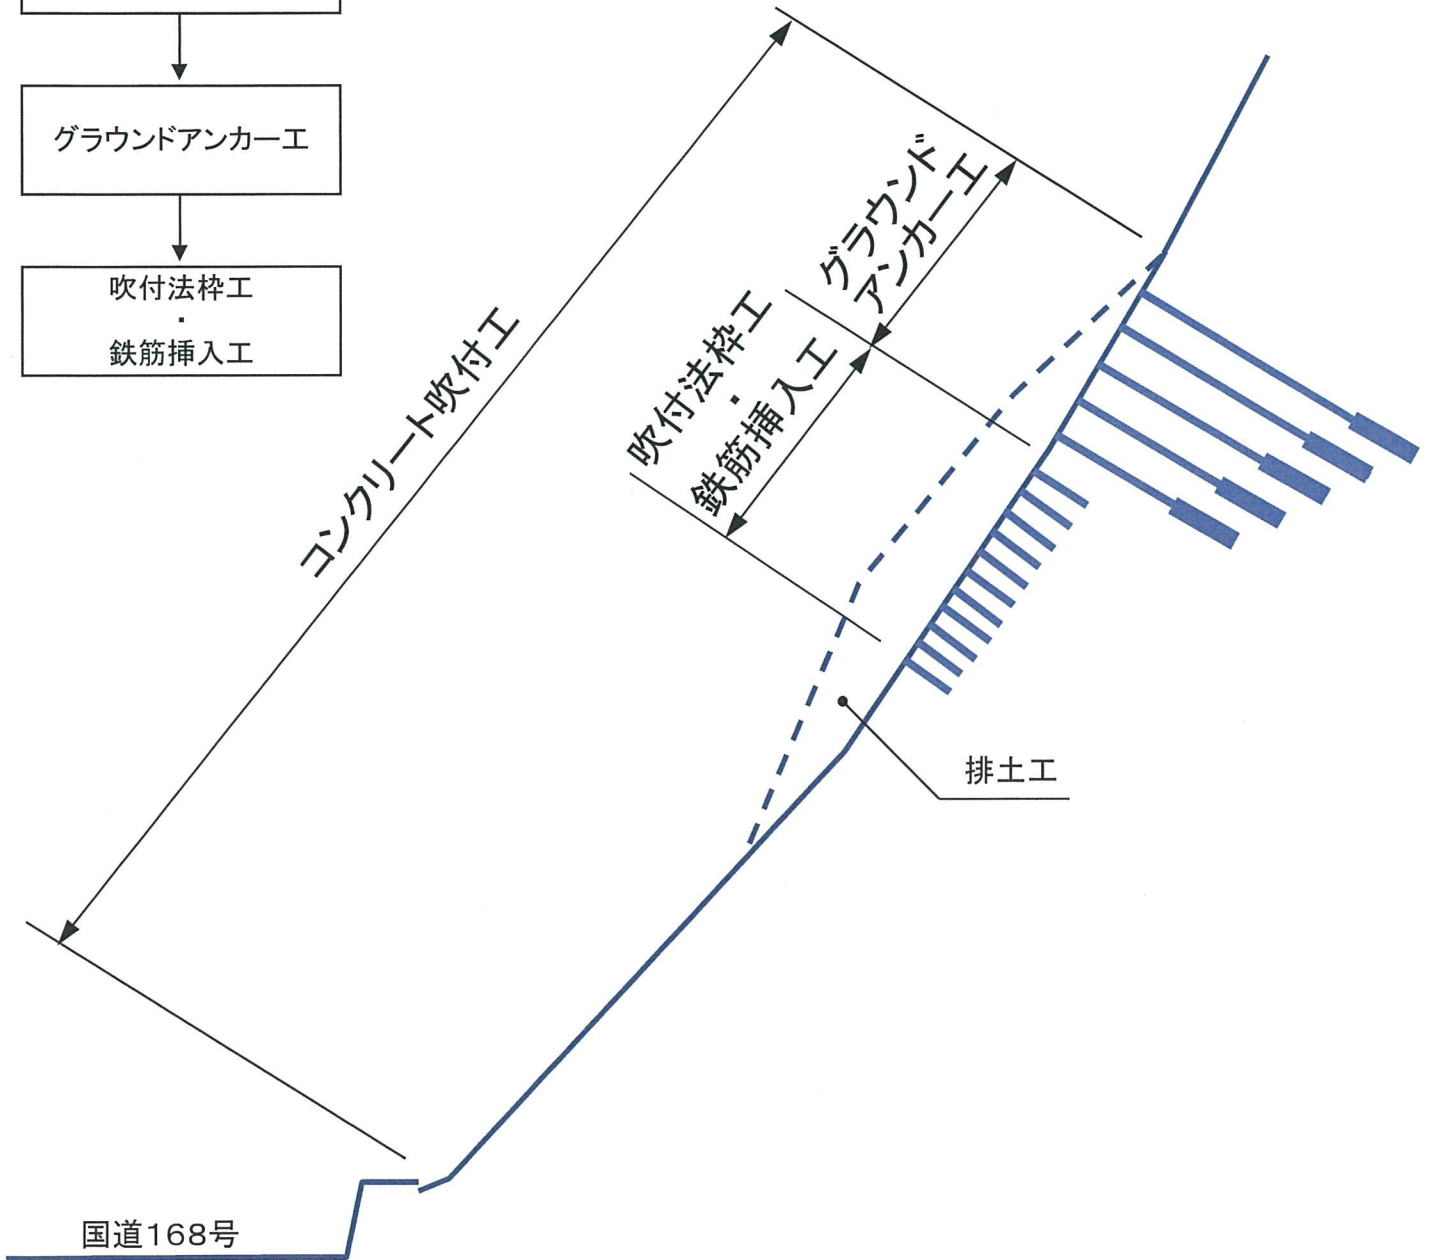 グラウンドアンカー工
吹付法枠工
・
鉄筋挿入工
コンクリート吹付工
グラウンド
アンカー工
吹付法枠工
・
鉄筋挿入工
排土工
国道168号